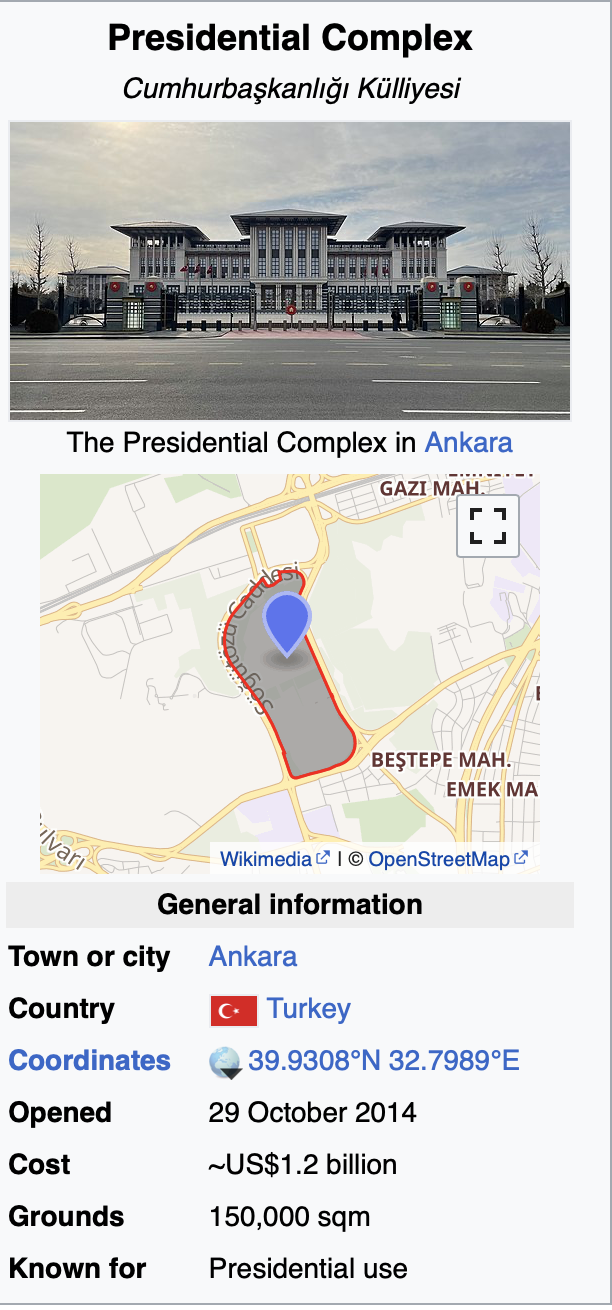 Presidential Complex
Cumhurbaşkanlığı Külliyesi
The Presidential Complex in Ankara
GAZI MAH.
Söğütözü Caddesi
BEŞTEPE MAH.
EMEK MA
Wikimedia | © OpenStreetMap
General information
Town or city Ankara
Country Turkey
Coordinates 39.9308°N 32.7989°E
Opened 29 October 2014
Cost ~US$1.2 billion
Grounds 150,000 sqm
Known for Presidential use